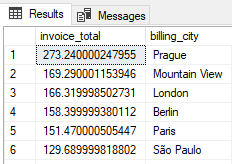 Results Messages
invoice_total billing_city
1 273.240000247955 Prague
2 169.290001153946 Mountain View
3 166.319998502731 London
4 158.399999380112 Berlin
5 151.470000505447 Paris
6 129.689999818802 São Paulo